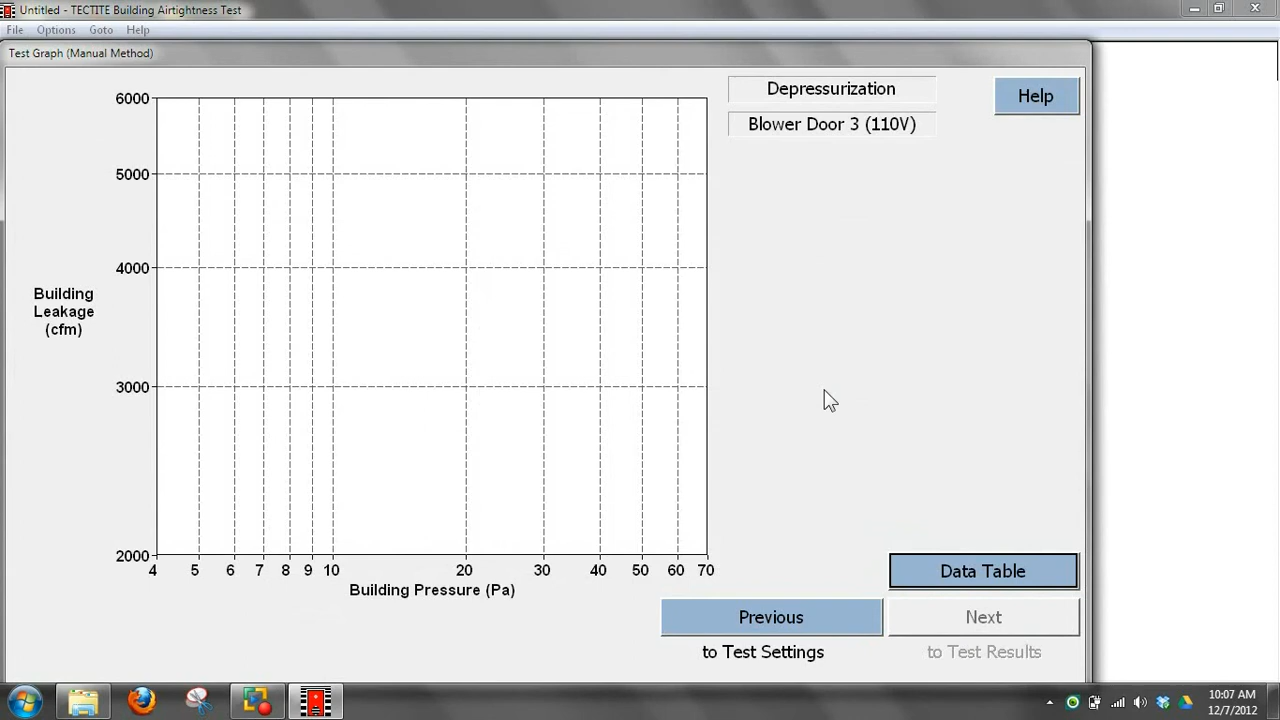 Untitled - TECTITE Building Airtightness Test
File Options Goto Help
Test Graph (Manual Method)
Depressurization
Help
Blower Door 3 (110V)
6000
5000
4000
3000
2000
Building
Leakage
(cfm)
4 5 6 7 8 9 10 20 30 40 50 60 70
Building Pressure (Pa)
Data Table
Previous
Next
to Test Settings
to Test Results
10:07 AM
12/7/2012